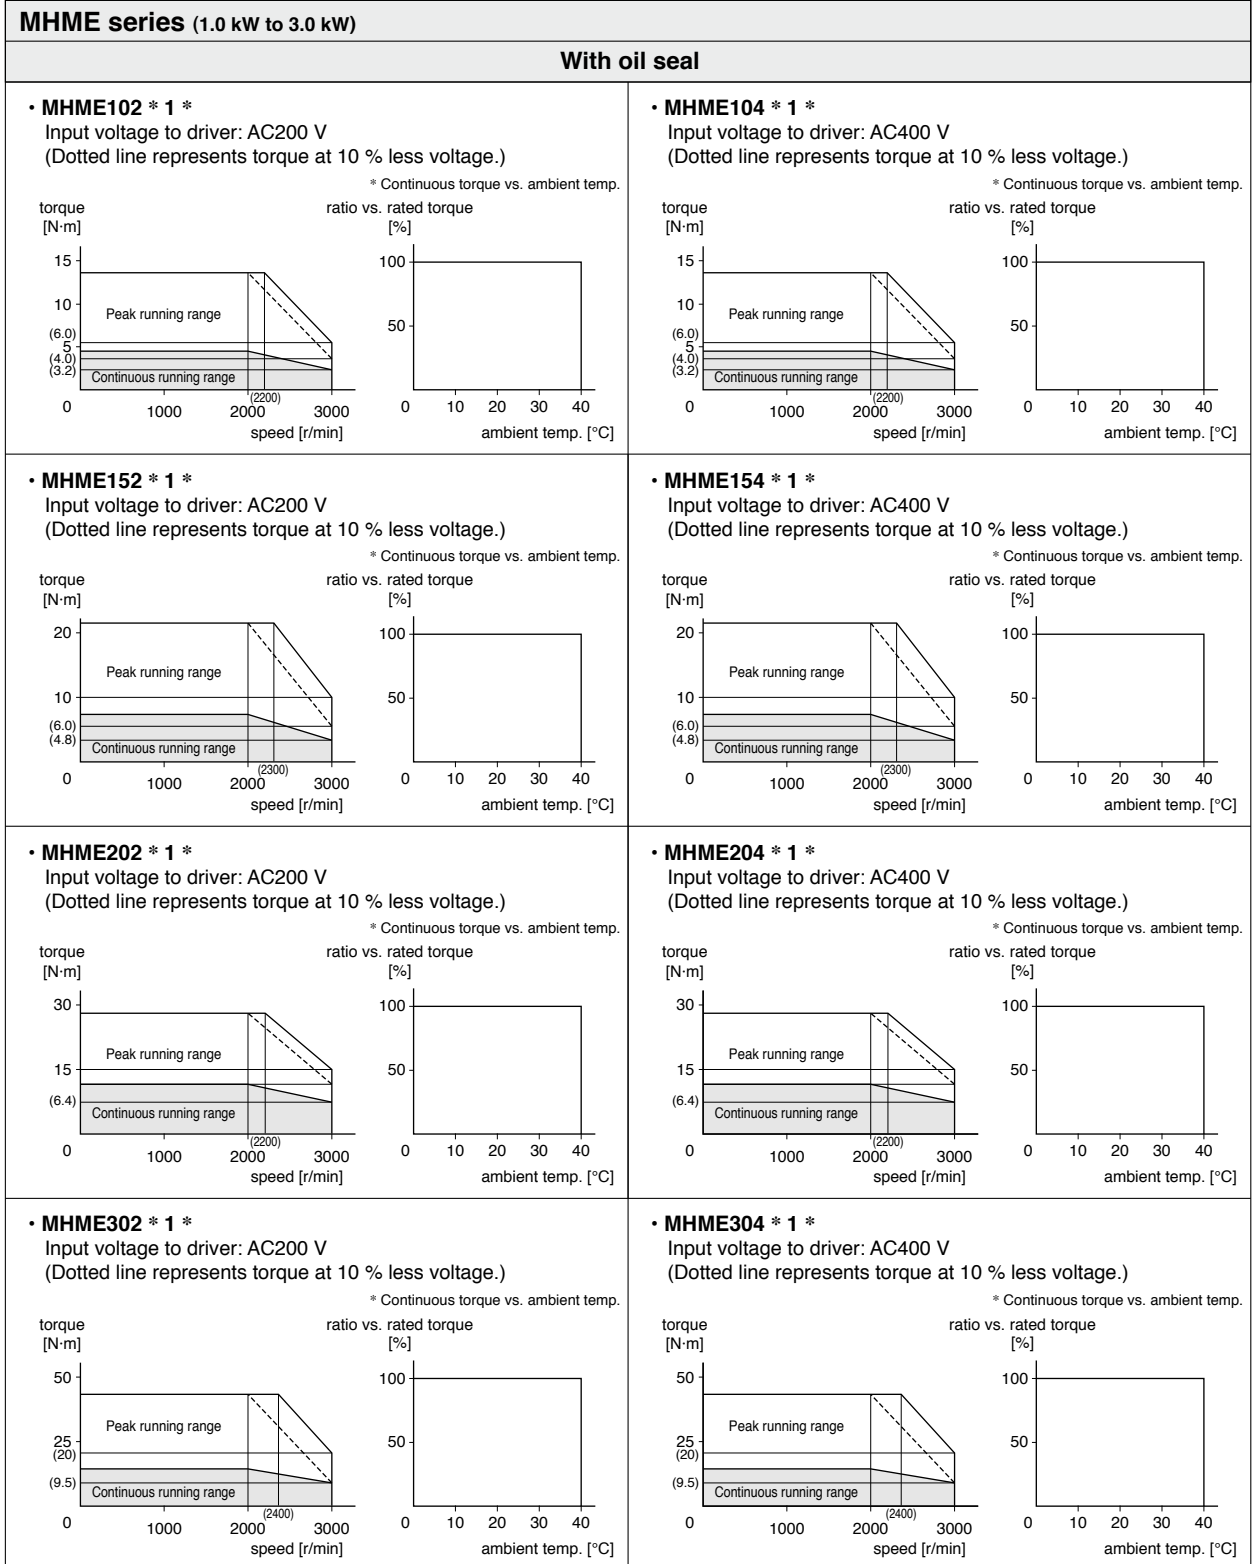 MHME series (1.0 kW to 3.0 kW)
With oil seal
・MHME102 * 1 *
Input voltage to driver: AC200 V
(Dotted line represents torque at 10 % less voltage.)
* Continuous torque vs. ambient temp.
torque
[N·m]
15
10
(6.0)
5
(4.0)
(3.2)
0
Peak running range
Continuous running range
1000
2000
(2200)
3000
speed [r/min]
ratio vs. rated torque
[%]
100
50
0
10
20
30
40
ambient temp. [°C]
・MHME104 * 1 *
Input voltage to driver: AC400 V
(Dotted line represents torque at 10 % less voltage.)
* Continuous torque vs. ambient temp.
torque
[N·m]
15
10
(6.0)
5
(4.0)
(3.2)
0
Peak running range
Continuous running range
1000
2000
(2200)
3000
speed [r/min]
ratio vs. rated torque
[%]
100
50
0
10
20
30
40
ambient temp. [°C]
・MHME152 * 1 *
Input voltage to driver: AC200 V
(Dotted line represents torque at 10 % less voltage.)
* Continuous torque vs. ambient temp.
torque
[N·m]
20
10
(6.0)
(4.8)
0
Peak running range
Continuous running range
1000
2000
(2300)
3000
speed [r/min]
ratio vs. rated torque
[%]
100
50
0
10
20
30
40
ambient temp. [°C]
・MHME154 * 1 *
Input voltage to driver: AC400 V
(Dotted line represents torque at 10 % less voltage.)
* Continuous torque vs. ambient temp.
torque
[N·m]
20
10
(6.0)
(4.8)
0
Peak running range
Continuous running range
1000
2000
(2300)
3000
speed [r/min]
ratio vs. rated torque
[%]
100
50
0
10
20
30
40
ambient temp. [°C]
・MHME202 * 1 *
Input voltage to driver: AC200 V
(Dotted line represents torque at 10 % less voltage.)
* Continuous torque vs. ambient temp.
torque
[N·m]
30
15
(6.4)
0
Peak running range
Continuous running range
1000
2000
(2200)
3000
speed [r/min]
ratio vs. rated torque
[%]
100
50
0
10
20
30
40
ambient temp. [°C]
・MHME204 * 1 *
Input voltage to driver: AC400 V
(Dotted line represents torque at 10 % less voltage.)
* Continuous torque vs. ambient temp.
torque
[N·m]
30
15
(6.4)
0
Peak running range
Continuous running range
1000
2000
(2200)
3000
speed [r/min]
ratio vs. rated torque
[%]
100
50
0
10
20
30
40
ambient temp. [°C]
・MHME302 * 1 *
Input voltage to driver: AC200 V
(Dotted line represents torque at 10 % less voltage.)
* Continuous torque vs. ambient temp.
torque
[N·m]
50
25
(20)
(9.5)
0
Peak running range
Continuous running range
1000
2000
(2400)
3000
speed [r/min]
ratio vs. rated torque
[%]
100
50
0
10
20
30
40
ambient temp. [°C]
・MHME304 * 1 *
Input voltage to driver: AC400 V
(Dotted line represents torque at 10 % less voltage.)
* Continuous torque vs. ambient temp.
torque
[N·m]
50
25
(20)
(9.5)
0
Peak running range
Continuous running range
1000
2000
(2400)
3000
speed [r/min]
ratio vs. rated torque
[%]
100
50
0
10
20
30
40
ambient temp. [°C]